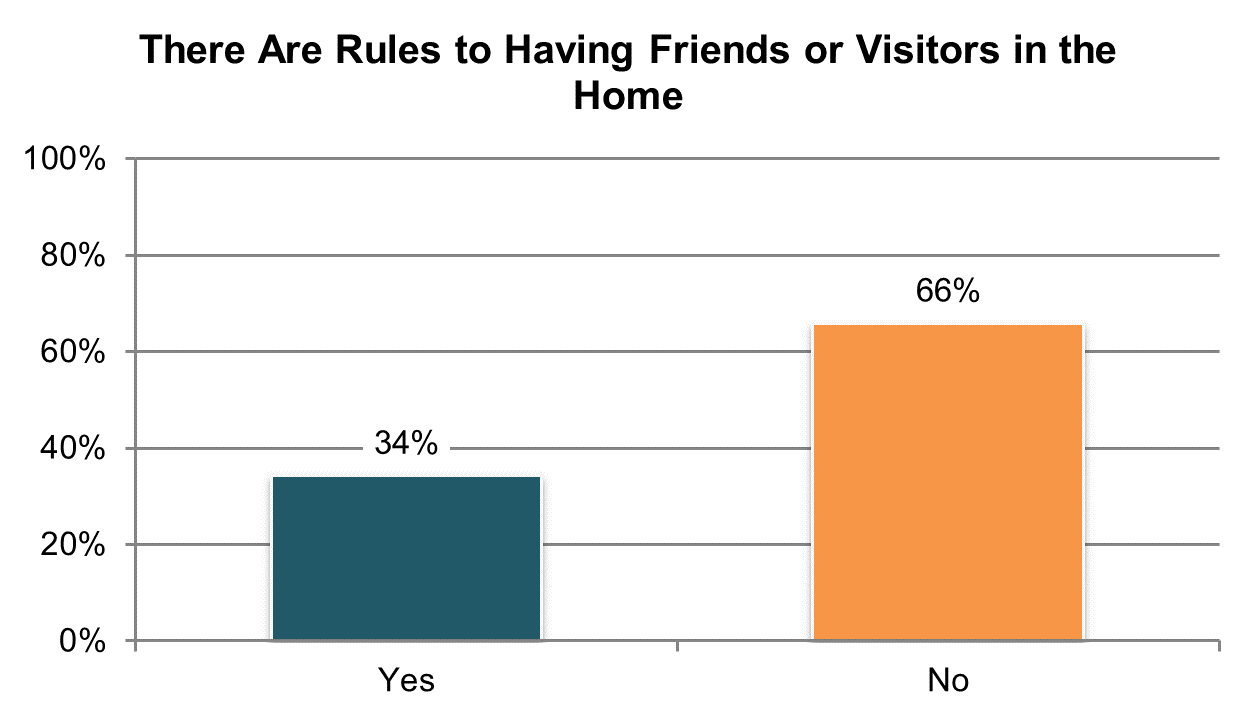 There Are Rules to Having Friends or Visitors in the
Home
100%
80%
66%
60%
40%
34%
20%
0%
Yes
No